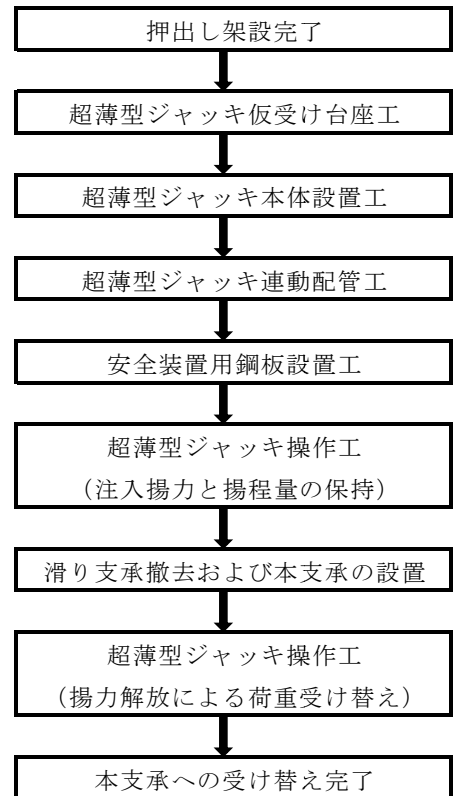 押出し架設完了
超薄型ジャッキ仮受け台座工
超薄型ジャッキ本体設置工
超薄型ジャッキ連動配管工
安全装置用鋼板設置工
超薄型ジャッキ操作工
（注入揚力と揚程量の保持）
滑り支承撤去および本支承の設置
超薄型ジャッキ操作工
（揚力解放による荷重受け替え）
本支承への受け替え完了